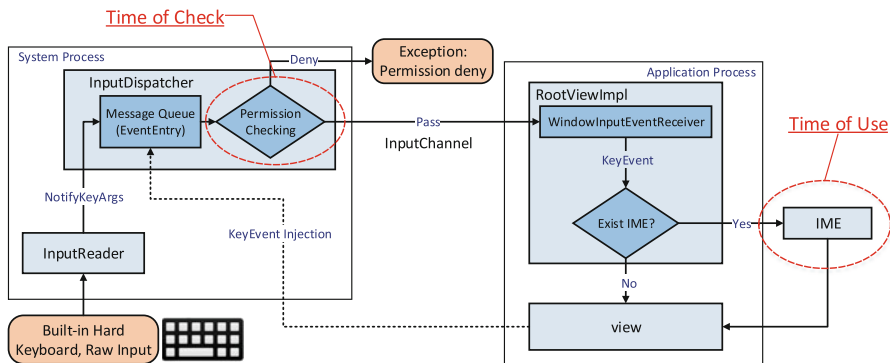 Time of Check
System Process
Deny
Exception:
Permission deny
Application Process
InputDispatcher
Message Queue
(EventEntry)
Permission
Checking
Pass
InputChannel
RootViewImpl
WindowInputEventReceiver
Time of Use
KeyEvent
NotifyKeyArgs
KeyEvent Injection
Exist IME?
Yes
IME
InputReader
No
Built-in Hard
Keyboard, Raw Input
view